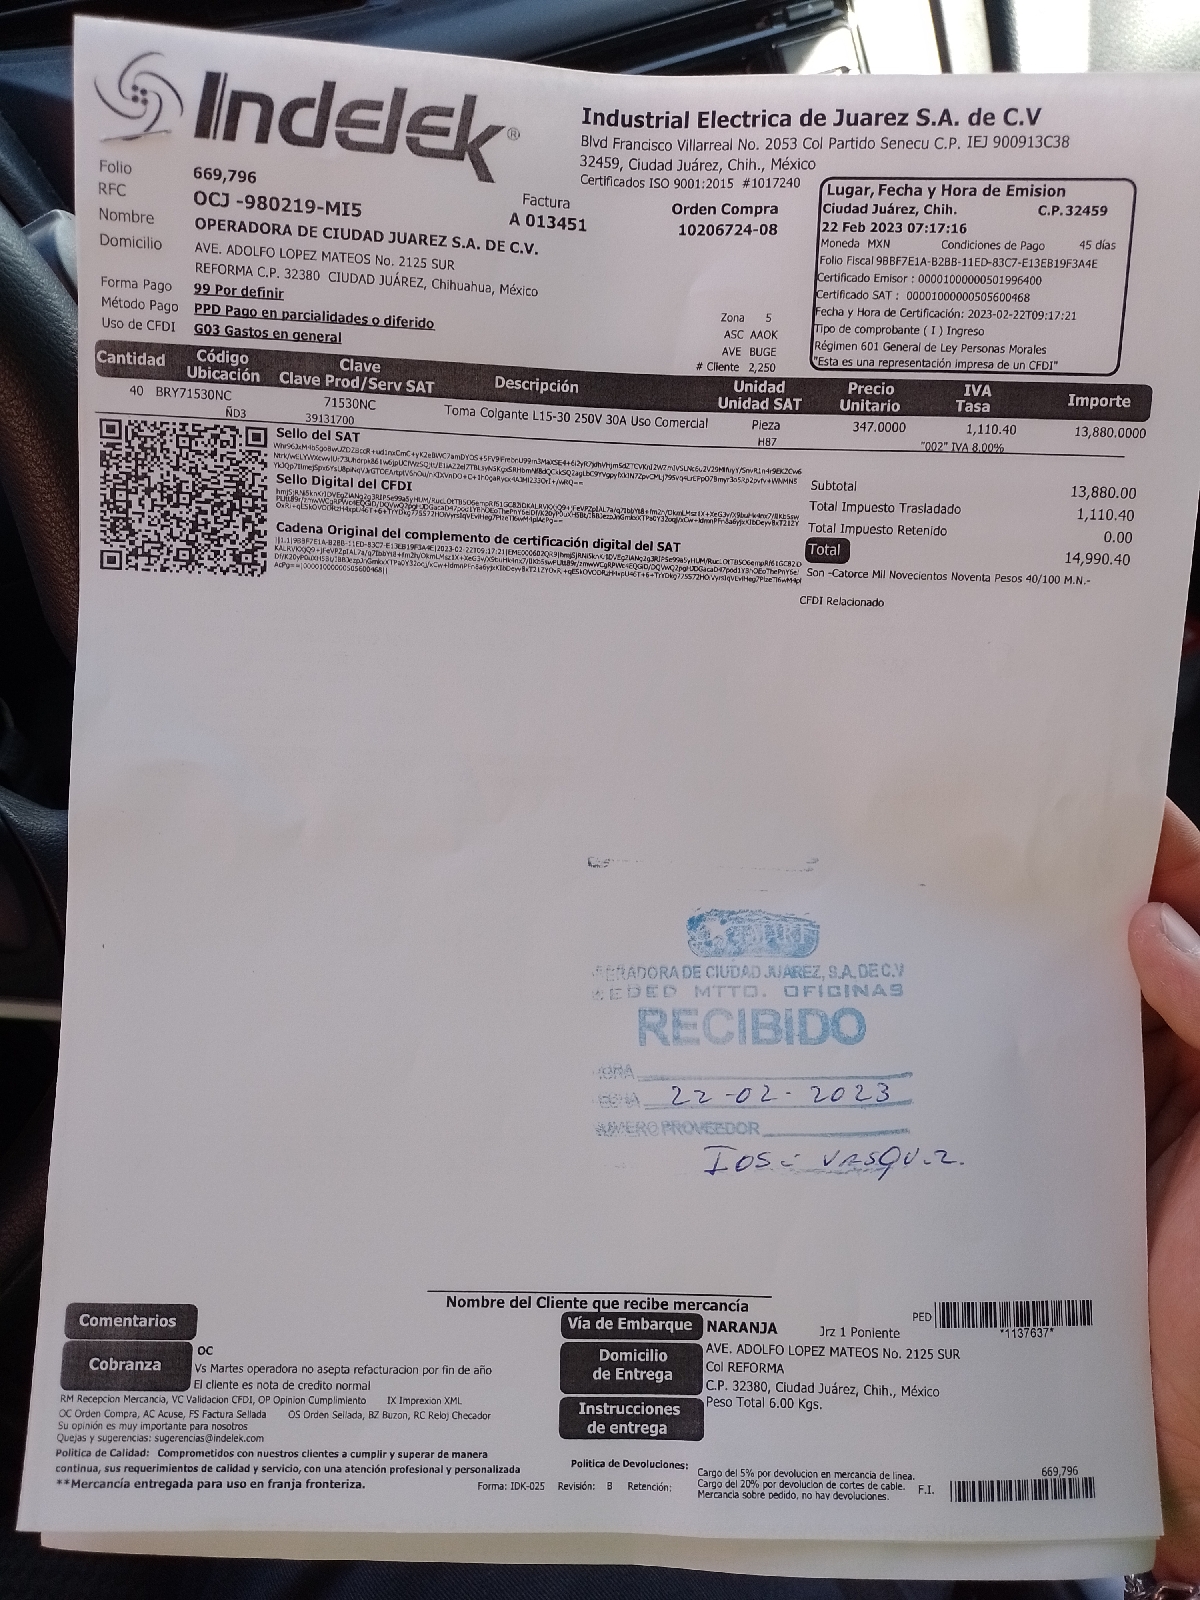 Indelek®
Industrial Electrica de Juarez S.A. de C.V
Blvd Francisco Villarreal No. 2053 Col Partido Senecu C.P. IEJ 900913C38
32459, Ciudad Juárez, Chih., México
Certificados ISO 9001:2015 #1017240
Folio 669,796
RFC OCJ -980219-MI5
Factura
A 013451
Orden Compra
10206724-08
Nombre OPERADORA DE CIUDAD JUAREZ S.A. DE C.V.
Domicilio AVE. ADOLFO LOPEZ MATEOS No. 2125 SUR
REFORMA C.P. 32380 CIUDAD JUÁREZ, Chihuahua, México
Forma Pago 99 Por definir
Método Pago PPD Pago en parcialidades o diferido
Uso de CFDI G03 Gastos en general
Zona 5
ASC AAOK
AVE BUGE
# Cliente 2,250
Lugar, Fecha y Hora de Emision
Ciudad Juárez, Chih. C.P. 32459
22 Feb 2023 07:17:16
Moneda MXN Condiciones de Pago 45 días
Folio Fiscal 9BBF7E1A-B2BB-11ED-83C7-E13EB19F3A4E
Certificado Emisor : 00001000000501996400
Certificado SAT : 00001000000505600468
Fecha y Hora de Certificación: 2023-02-22T09:17:21
Tipo de comprobante ( I ) Ingreso
Régimen 601 General de Ley Personas Morales
"Esta es una representación impresa de un CFDI"
Cantidad Código Ubicación Clave Clave Prod/Serv SAT Descripción Unidad Unidad SAT Precio Unitario IVA Tasa Importe
40 BRY71530NC 71530NC Toma Colgante L15-30 250V 30A Uso Comercial Pieza 347.0000 1,110.40 13,880.0000
ÑD3 39131700 H87 "002" IVA 8.00%
Sello del SAT
Sello Digital del CFDI
Cadena Original del complemento de certificación digital del SAT
Subtotal 13,880.00
Total Impuesto Trasladado 1,110.40
Total Impuesto Retenido 0.00
Total 14,990.40
Son -Catorce Mil Novecientos Noventa Pesos 40/100 M.N.-
CFDI Relacionado
ERADORA DE CIUDAD JUAREZ, S.A. DE C.V
MTTO. OFICINAS
RECIBIDO
22-02-2023
PROVEEDOR
Nombre del Cliente que recibe mercancía
Comentarios
Cobranza
OC
Vs Martes operadora no asepta refacturacion por fin de año
El cliente es nota de credito normal
Vía de Embarque NARANJA Jrz 1 Poniente
PED *1137637*
Domicilio de Entrega
AVE. ADOLFO LOPEZ MATEOS No. 2125 SUR
Col REFORMA
C.P. 32380, Ciudad Juárez, Chih., México
Peso Total 6.00 Kgs.
Instrucciones de entrega
RM Recepcion Mercancia, VC Validacion CFDI, OP Opinion Cumplimiento IX Imprexion XML
OC Orden Compra, AC Acuse, FS Factura Sellada OS Orden Sellada, BZ Buzon, RC Reloj Checador
Su opinión es muy importante para nosotros
Quejas y sugerencias: sugerencias@indelek.com
Politica de Calidad: Comprometidos con nuestros clientes a cumplir y superar de manera
continua, sus requerimientos de calidad y servicio, con una atención profesional y personalizada
**Mercancia entregada para uso en franja fronteriza.
Forma: IDK-025 Revisión: B Retención:
Politica de Devoluciones:
Cargo del 5% por devolucion en mercancia de linea.
Cargo del 20% por devolucion de cortes de cable.
Mercancia sobre pedido, no hay devoluciones.
F.I. 669,796